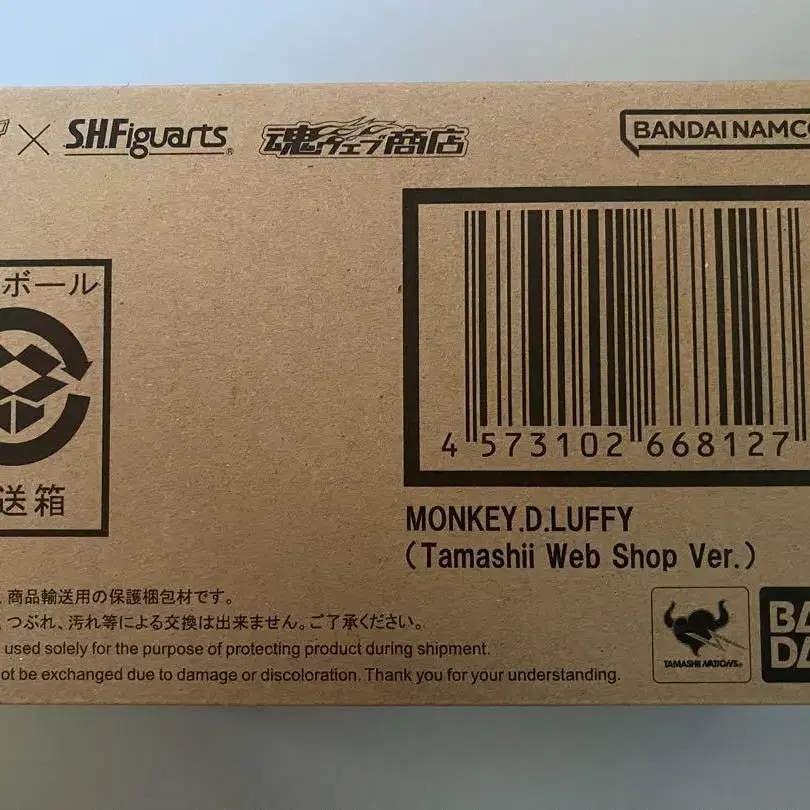 × S.H.Figuarts® 魂ウェブ商店
BANDAI NAMCO
ボール
送箱
4 573102 668127
MONKEY.D.LUFFY
(Tamashii Web Shop Ver.)
、商品輸送用の保護梱包材です。
、つぶれ、汚れ等による交換は出来ません。ご了承ください。
used solely for the purpose of protecting product during shipment.
ot be exchanged due to damage or discoloration. Thank you for your understanding.
TAMASHII NATIONS®
BA
DA